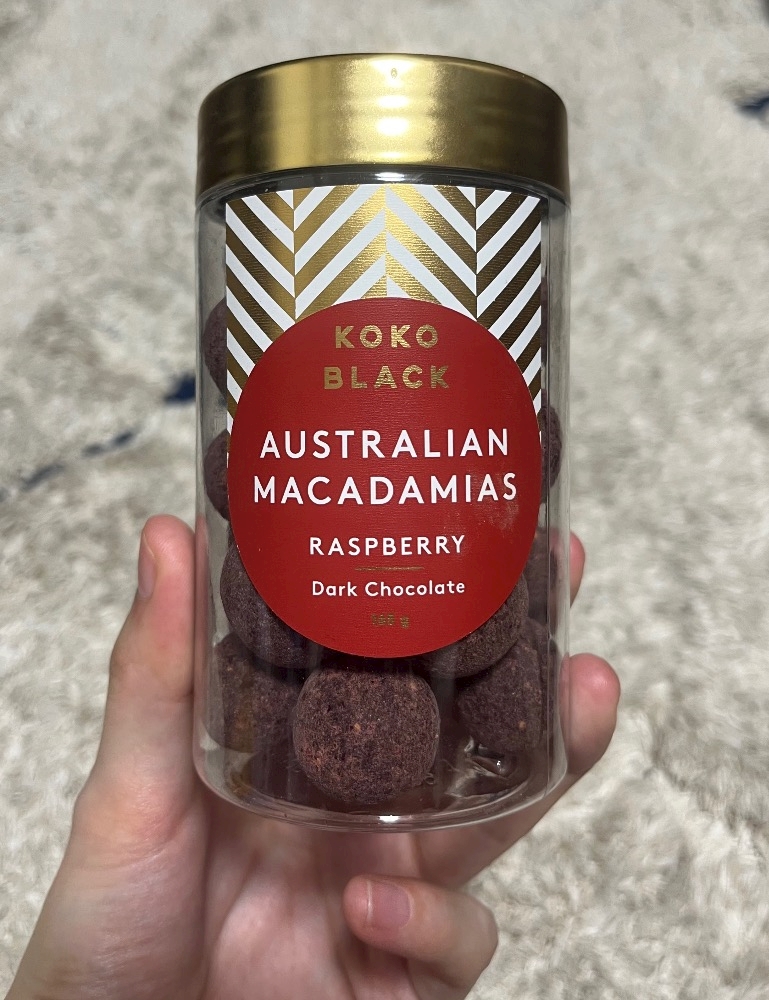 KOKO
BLACK
AUSTRALIAN
MACADAMIAS
RASPBERRY
Dark Chocolate